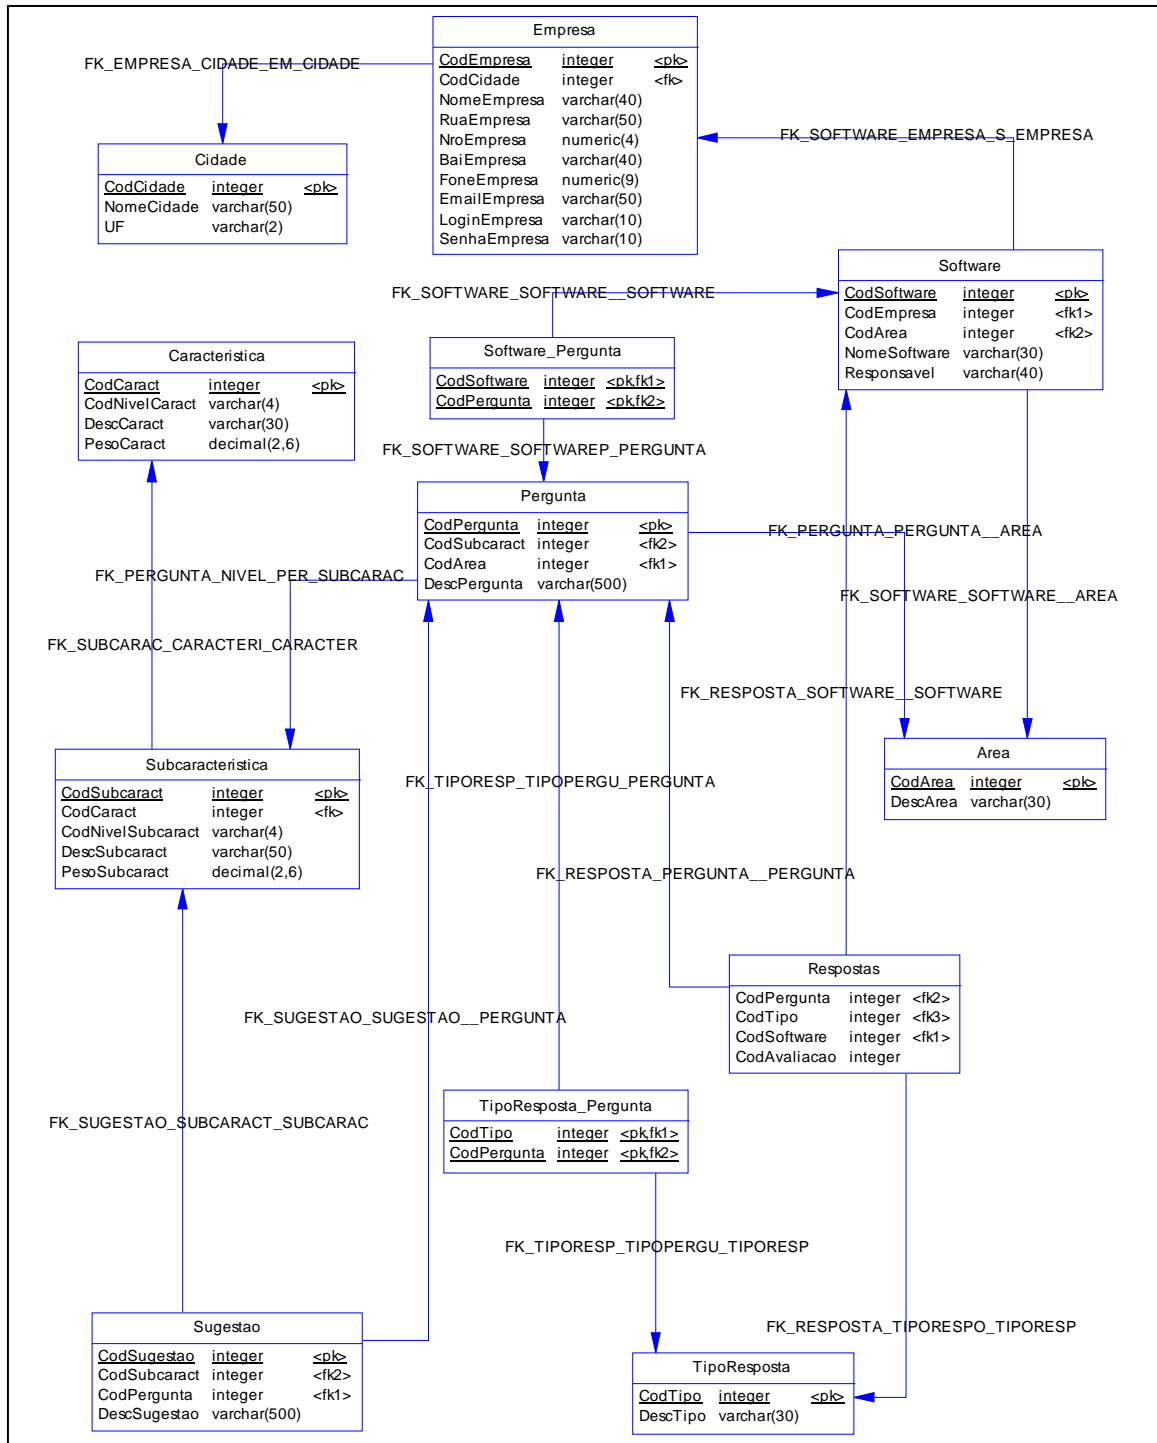 Empresa
CodEmpresa integer <pk>
CodCidade integer <fk>
NomeEmpresa varchar(40)
RuaEmpresa varchar(50)
NroEmpresa numeric(4)
BaiEmpresa varchar(40)
FoneEmpresa numeric(9)
EmailEmpresa varchar(50)
LoginEmpresa varchar(10)
SenhaEmpresa varchar(10)
FK_EMPRESA_CIDADE_EM_CIDADE
FK_SOFTWARE_EMPRESA_S_EMPRESA
Cidade
CodCidade integer <pk>
NomeCidade varchar(50)
UF varchar(2)
Software
CodSoftware integer <pk>
CodEmpresa integer <fk1>
CodArea integer <fk2>
NomeSoftware varchar(30)
Responsavel varchar(40)
FK_SOFTWARE_SOFTWARE__SOFTWARE
Software_Pergunta
CodSoftware integer <pk,fk1>
CodPergunta integer <pk,fk2>
Caracteristica
CodCaract integer <pk>
CodNivelCaract varchar(4)
DescCaract varchar(30)
PesoCaract decimal(2,6)
FK_SOFTWARE_SOFTWAREP_PERGUNTA
Pergunta
CodPergunta integer <pk>
CodSubcaract integer <fk2>
CodArea integer <fk1>
DescPergunta varchar(500)
FK_PERGUNTA_PERGUNTA__AREA
FK_PERGUNTA_NIVEL_PER_SUBCARAC
FK_SOFTWARE_SOFTWARE__AREA
FK_SUBCARAC_CARACTERI_CARACTER
FK_RESPOSTA_SOFTWARE__SOFTWARE
Area
CodArea integer <pk>
DescArea varchar(30)
Subcaracteristica
CodSubcaract integer <pk>
CodCaract integer <fk>
CodNivelSubcaract varchar(4)
DescSubcaract varchar(50)
PesoSubcaract decimal(2,6)
FK_TIPORESP_TIPOPERGU_PERGUNTA
FK_RESPOSTA_PERGUNTA__PERGUNTA
Respostas
CodPergunta integer <fk2>
CodTipo integer <fk3>
CodSoftware integer <fk1>
CodAvaliacao integer
FK_SUGESTAO_SUGESTAO__PERGUNTA
TipoResposta_Pergunta
CodTipo integer <pk,fk1>
CodPergunta integer <pk,fk2>
FK_SUGESTAO_SUBCARACT_SUBCARAC
FK_TIPORESP_TIPOPERGU_TIPORESP
FK_RESPOSTA_TIPORESPO_TIPORESP
Sugestao
CodSugestao integer <pk>
CodSubcaract integer <fk2>
CodPergunta integer <fk1>
DescSugestao varchar(500)
TipoResposta
CodTipo integer <pk>
DescTipo varchar(30)